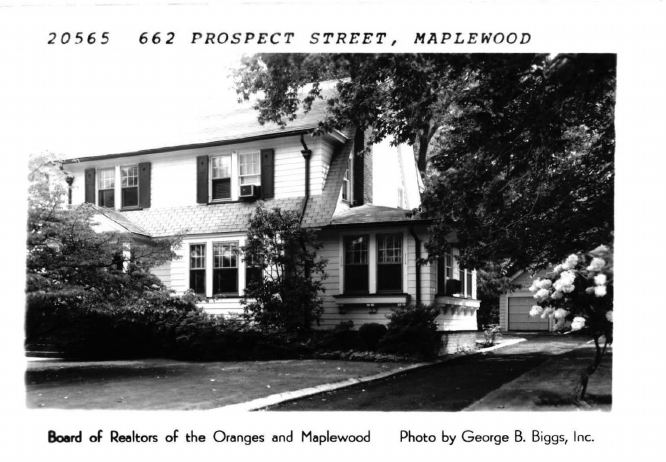 20565 662 PROSPECT STREET, MAPLEWOOD
Board of Realtors of the Oranges and Maplewood Photo by George B. Biggs, Inc.